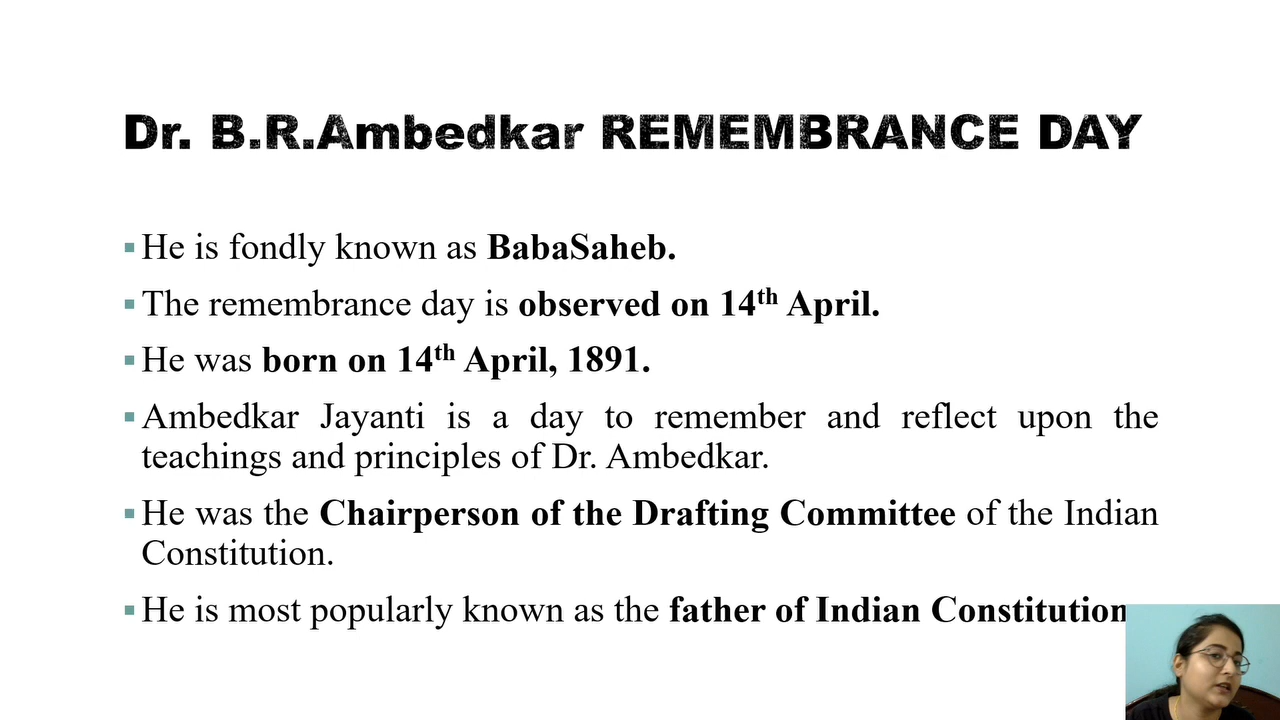 Dr. B.R.Ambedkar REMEMBRANCE DAY
▪ He is fondly known as BabaSaheb.
▪ The remembrance day is observed on 14th April.
▪ He was born on 14th April, 1891.
▪ Ambedkar Jayanti is a day to remember and reflect upon the
teachings and principles of Dr. Ambedkar.
▪ He was the Chairperson of the Drafting Committee of the Indian
Constitution.
▪ He is most popularly known as the father of Indian Constitution